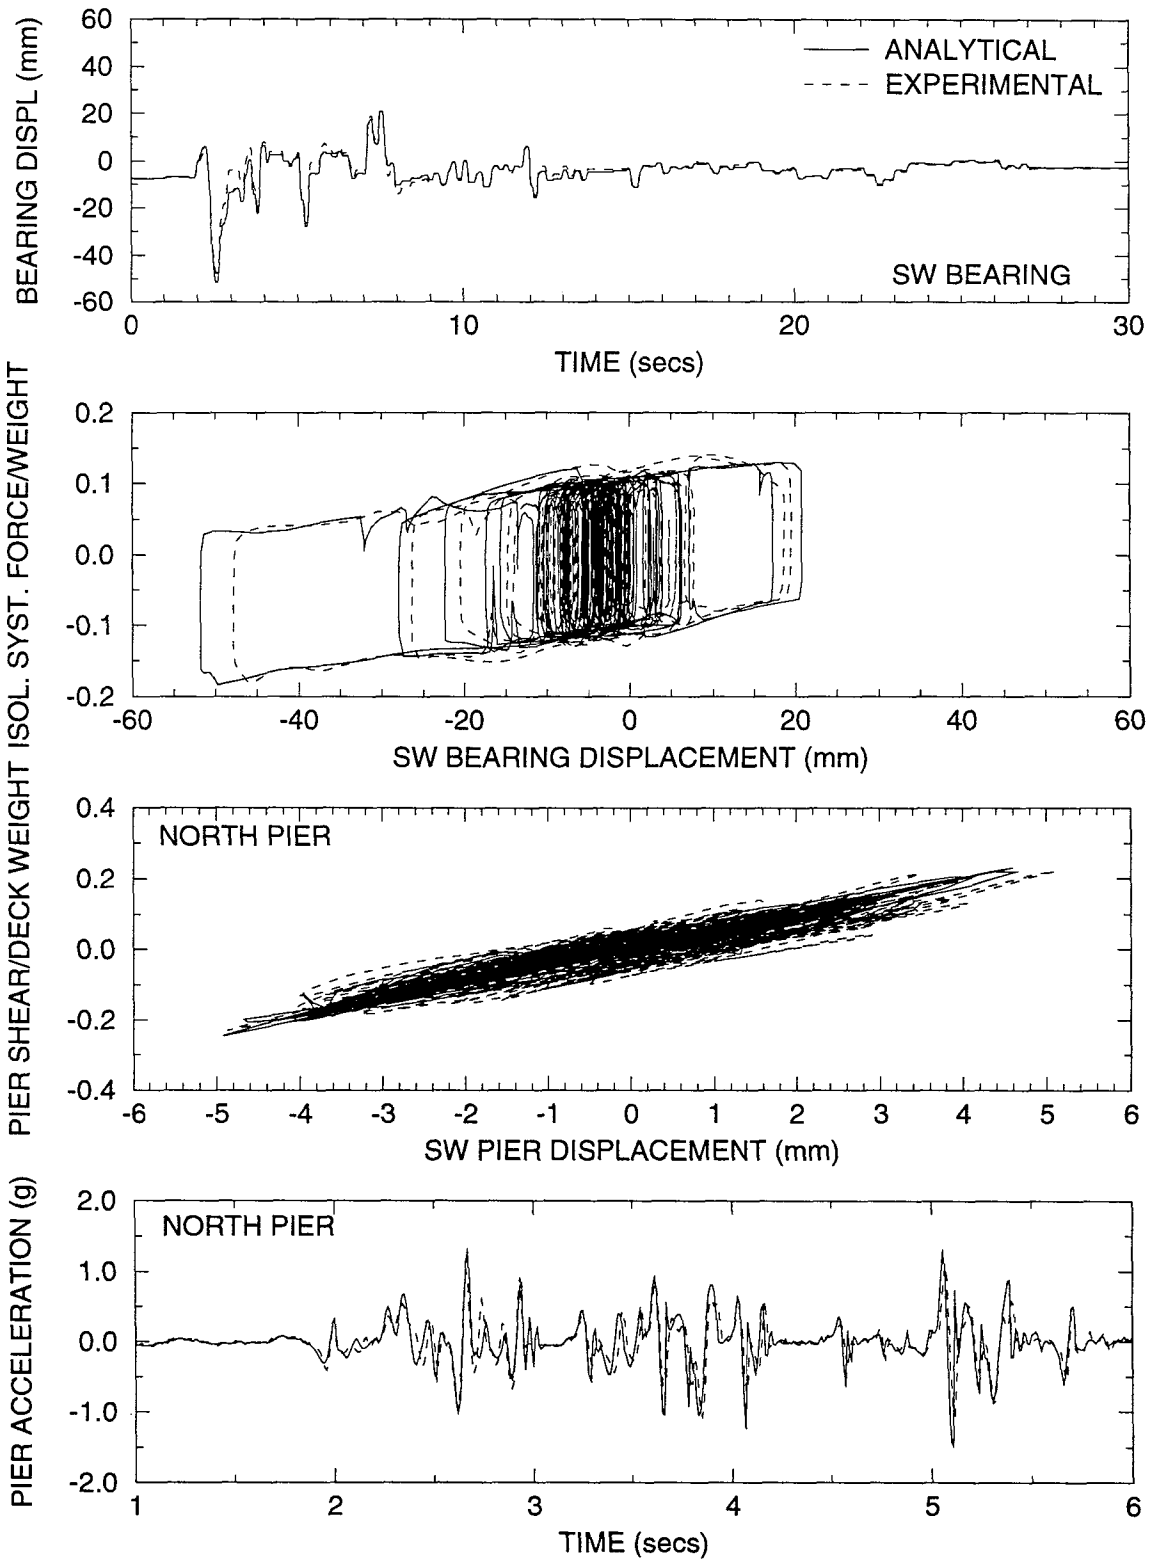 BEARING DISPL (mm)
60
40
20
0
-20
-40
-60
ANALYTICAL
EXPERIMENTAL
SW BEARING
0 10 20 30
TIME (secs)
ISOL. SYST. FORCE/WEIGHT
0.2
0.1
0.0
-0.1
-0.2
-60 -40 -20 0 20 40 60
SW BEARING DISPLACEMENT (mm)
PIER SHEAR/DECK WEIGHT
0.4
0.2
0.0
-0.2
-0.4
NORTH PIER
-6 -5 -4 -3 -2 -1 0 1 2 3 4 5 6
SW PIER DISPLACEMENT (mm)
PIER ACCELERATION (g)
2.0
1.0
0.0
-1.0
-2.0
NORTH PIER
1 2 3 4 5 6
TIME (secs)